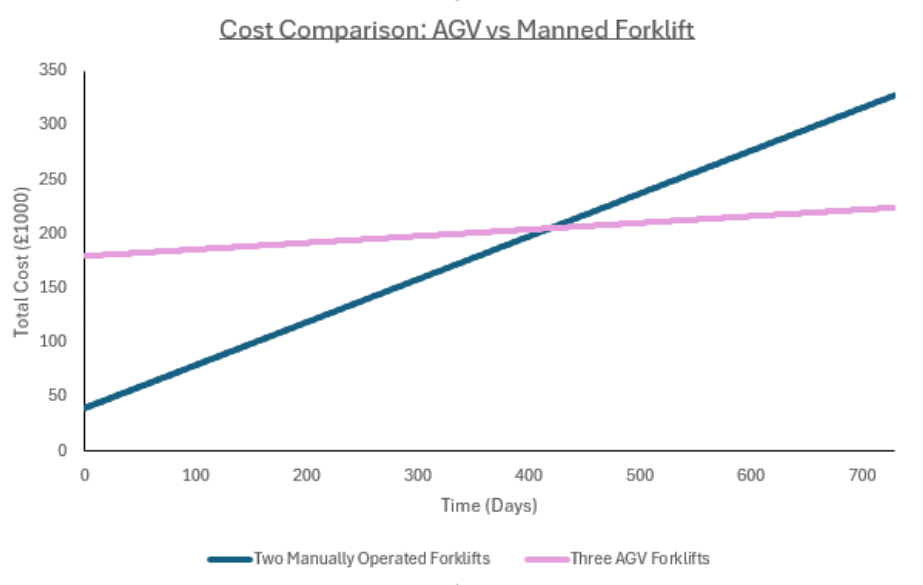 Cost Comparison: AGV vs Manned Forklift
350
300
250
200
150
100
50
0
Total Cost (£1000)
0 100 200 300 400 500 600 700
Time (Days)
Two Manually Operated Forklifts Three AGV Forklifts